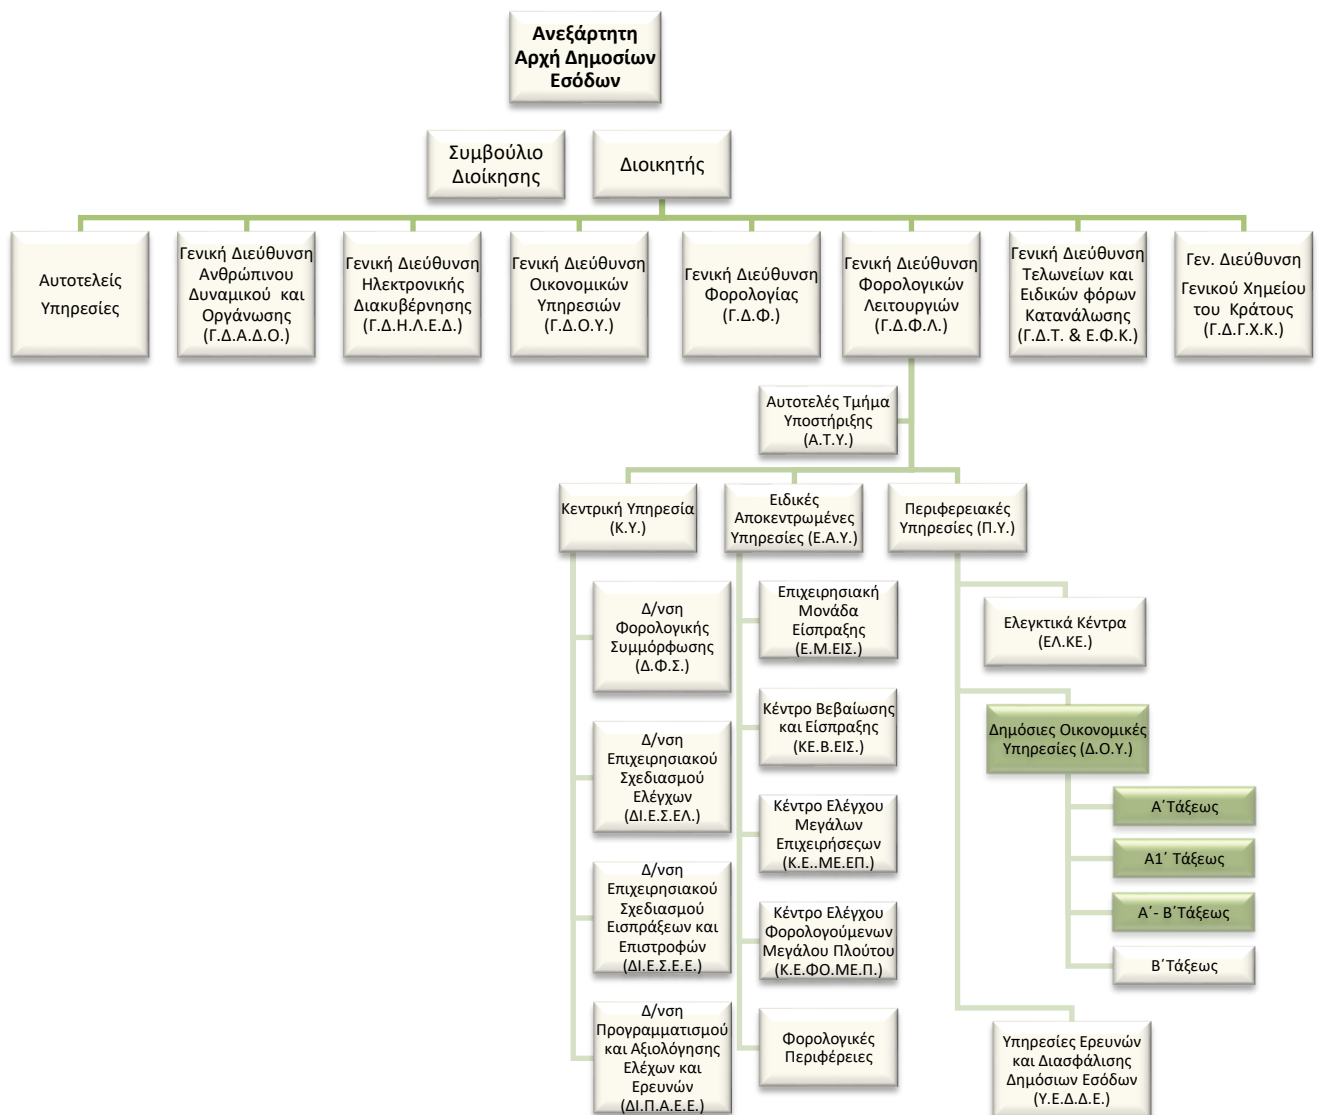 Ανεξάρτητη
Αρχή Δημοσίων
Εσόδων
Συμβούλιο
Διοίκησης
Διοικητής
Αυτοτελείς
Υπηρεσίες
Γενική Διεύθυνση
Ανθρώπινου
Δυναμικού και
Οργάνωσης
(Γ.Δ.Α.Δ.Ο.)
Γενική Διεύθυνση
Ηλεκτρονικής
Διακυβέρνησης
(Γ.Δ.Η.Λ.Ε.Δ.)
Γενική Διεύθυνση
Οικονομικών
Υπηρεσιών
(Γ.Δ.Ο.Υ.)
Γενική Διεύθυνση
Φορολογίας
(Γ.Δ.Φ.)
Γενική Διεύθυνση
Φορολογικών
Λειτουργιών
(Γ.Δ.Φ.Λ.)
Γενική Διεύθυνση
Τελωνείων και
Ειδικών φόρων
Κατανάλωσης
(Γ.Δ.Τ. & Ε.Φ.Κ.)
Γεν. Διεύθυνση
Γενικού Χημείου
του Κράτους
(Γ.Δ.Γ.Χ.Κ.)
Αυτοτελές Τμήμα
Υποστήριξης
(Α.Τ.Υ.)
Κεντρική Υπηρεσία
(Κ.Υ.)
Ειδικές
Αποκεντρωμένες
Υπηρεσίες (Ε.Α.Υ.)
Περιφερειακές
Υπηρεσίες (Π.Υ.)
Δ/νση
Φορολογικής
Συμμόρφωσης
(Δ.Φ.Σ.)
Δ/νση
Επιχειρησιακού
Σχεδιασμού
Ελέγχων
(ΔΙ.Ε.Σ.ΕΛ.)
Δ/νση
Επιχειρησιακού
Σχεδιασμού
Εισπράξεων και
Επιστροφών
(ΔΙ.Ε.Σ.Ε.Ε.)
Δ/νση
Προγραμματισμού
και Αξιολόγησης
Ελέχων και
Ερευνών
(ΔΙ.Π.Α.Ε.Ε.)
Επιχειρησιακή
Μονάδα
Είσπραξης
(Ε.Μ.ΕΙΣ.)
Κέντρο Βεβαίωσης
και Είσπραξης
(ΚΕ.Β.ΕΙΣ.)
Κέντρο Ελέγχου
Μεγάλων
Επιχειρήσεςων
(Κ.Ε..ΜΕ.ΕΠ.)
Κέντρο Ελέγχου
Φορολογούμενων
Μεγάλου Πλούτου
(Κ.Ε.ΦΟ.ΜΕ.Π.)
Φορολογικές
Περιφέρειες
Ελεγκτικά Κέντρα
(ΕΛ.ΚΕ.)
Δημόσιες Οικονομικές
Υπηρεσίες (Δ.Ο.Υ.)
Α΄Τάξεως
Α1΄ Τάξεως
Α΄- Β΄Τάξεως
Β΄Τάξεως
Υπηρεσίες Ερευνών
και Διασφάλισης
Δημόσιων Εσόδων
(Υ.Ε.Δ.Δ.Ε.)